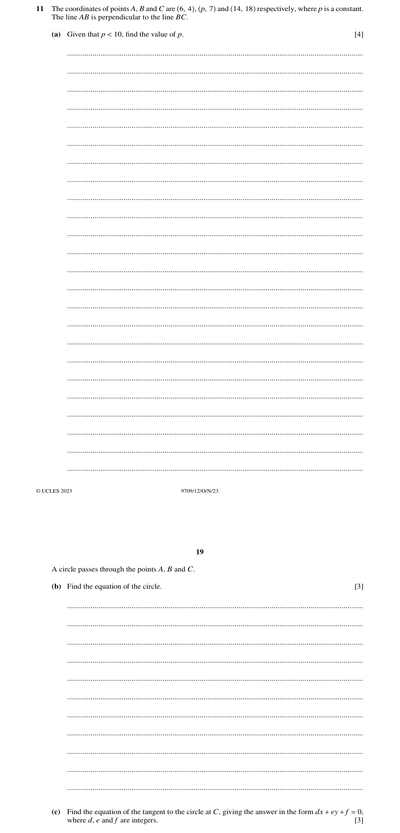 11 The coordinates of points A, B and C are (6, 4), (p, 7) and (14, 18) respectively, where p is a constant.
The line AB is perpendicular to the line BC.
(a) Given that p < 10, find the value of p. [4]
© UCLES 2023 9709/12/O/N/23
19
A circle passes through the points A, B and C.
(b) Find the equation of the circle. [3]
(c) Find the equation of the tangent to the circle at C, giving the answer in the form dx + ey + f = 0,
where d, e and f are integers. [3]